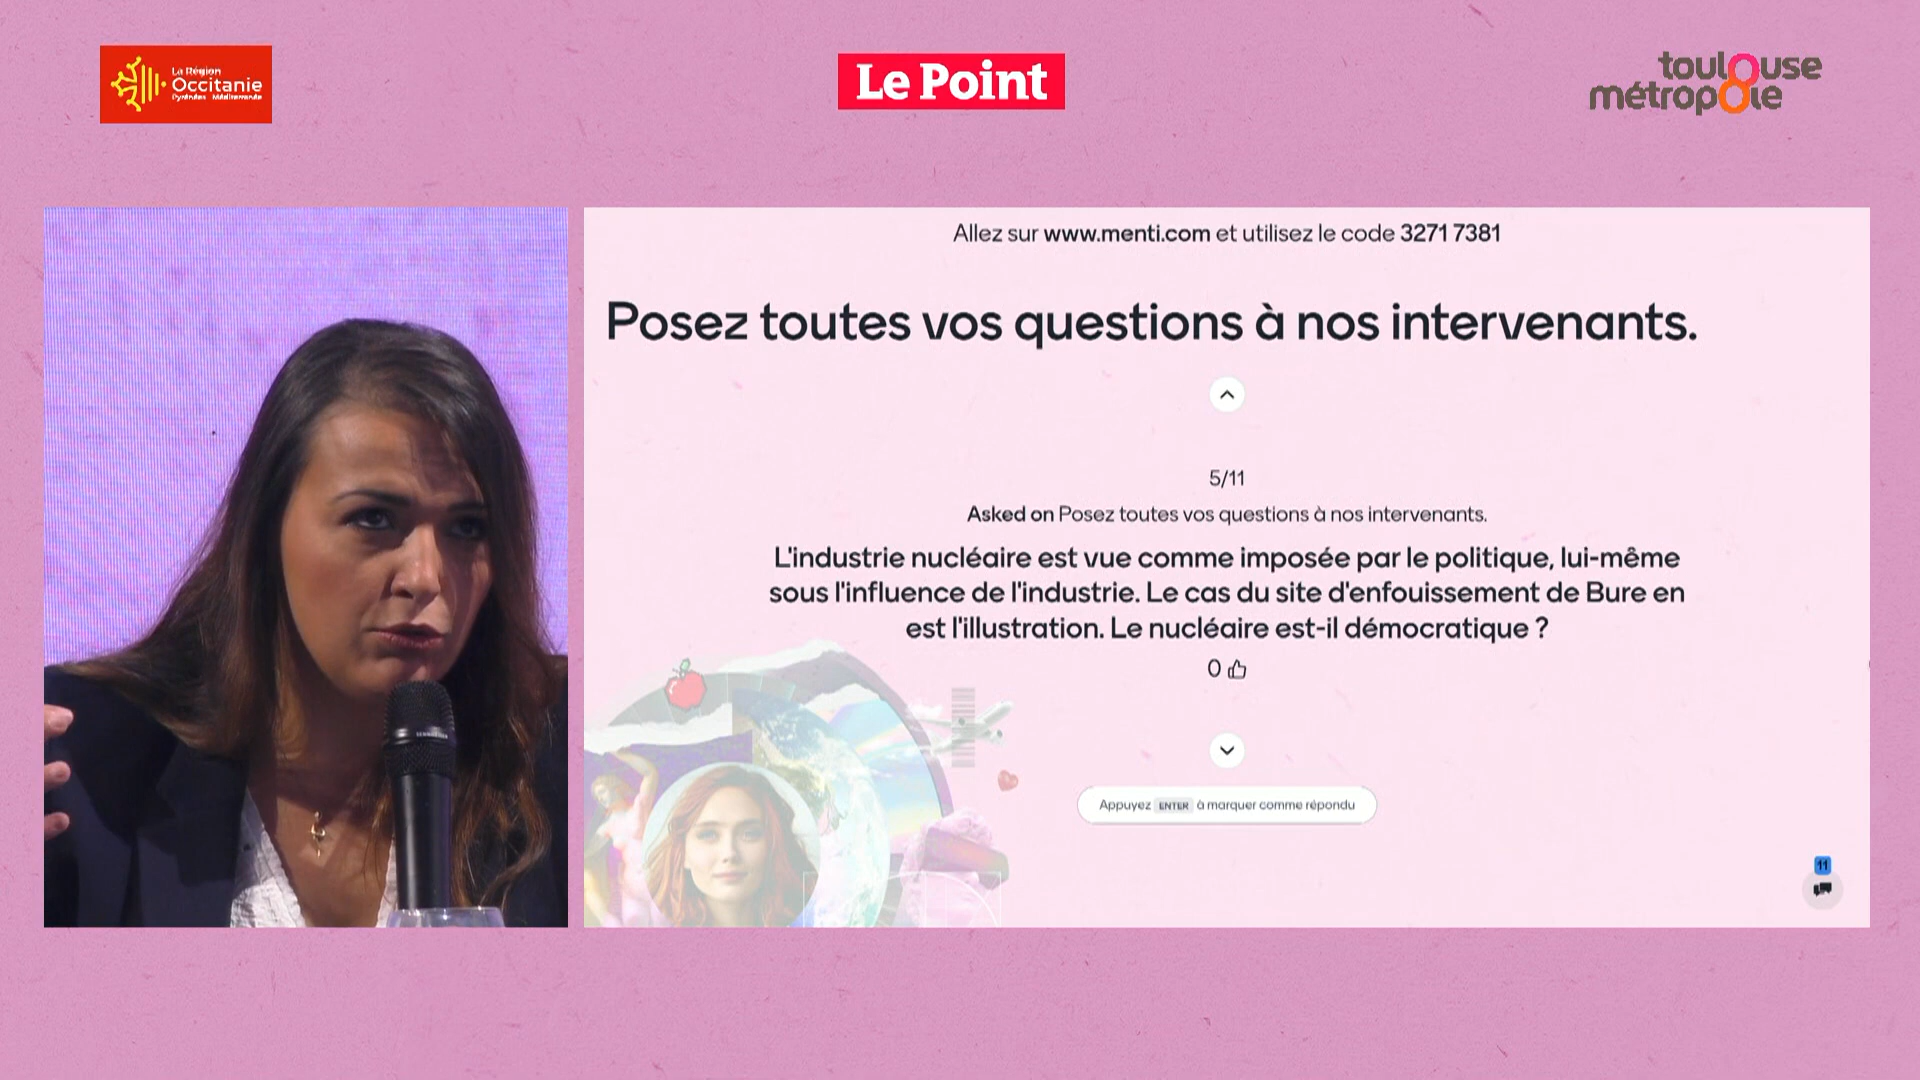 La Région
Occitanie
Pyrénées - Méditerranée
Le Point
toulouse
métropole
Allez sur www.menti.com et utilisez le code 3271 7381
Posez toutes vos questions à nos intervenants.
5/11
Asked on Posez toutes vos questions à nos intervenants.
L'industrie nucléaire est vue comme imposée par le politique, lui-même
sous l'influence de l'industrie. Le cas du site d'enfouissement de Bure en
est l'illustration. Le nucléaire est-il démocratique ?
0
Appuyez ENTER à marquer comme répondu
11